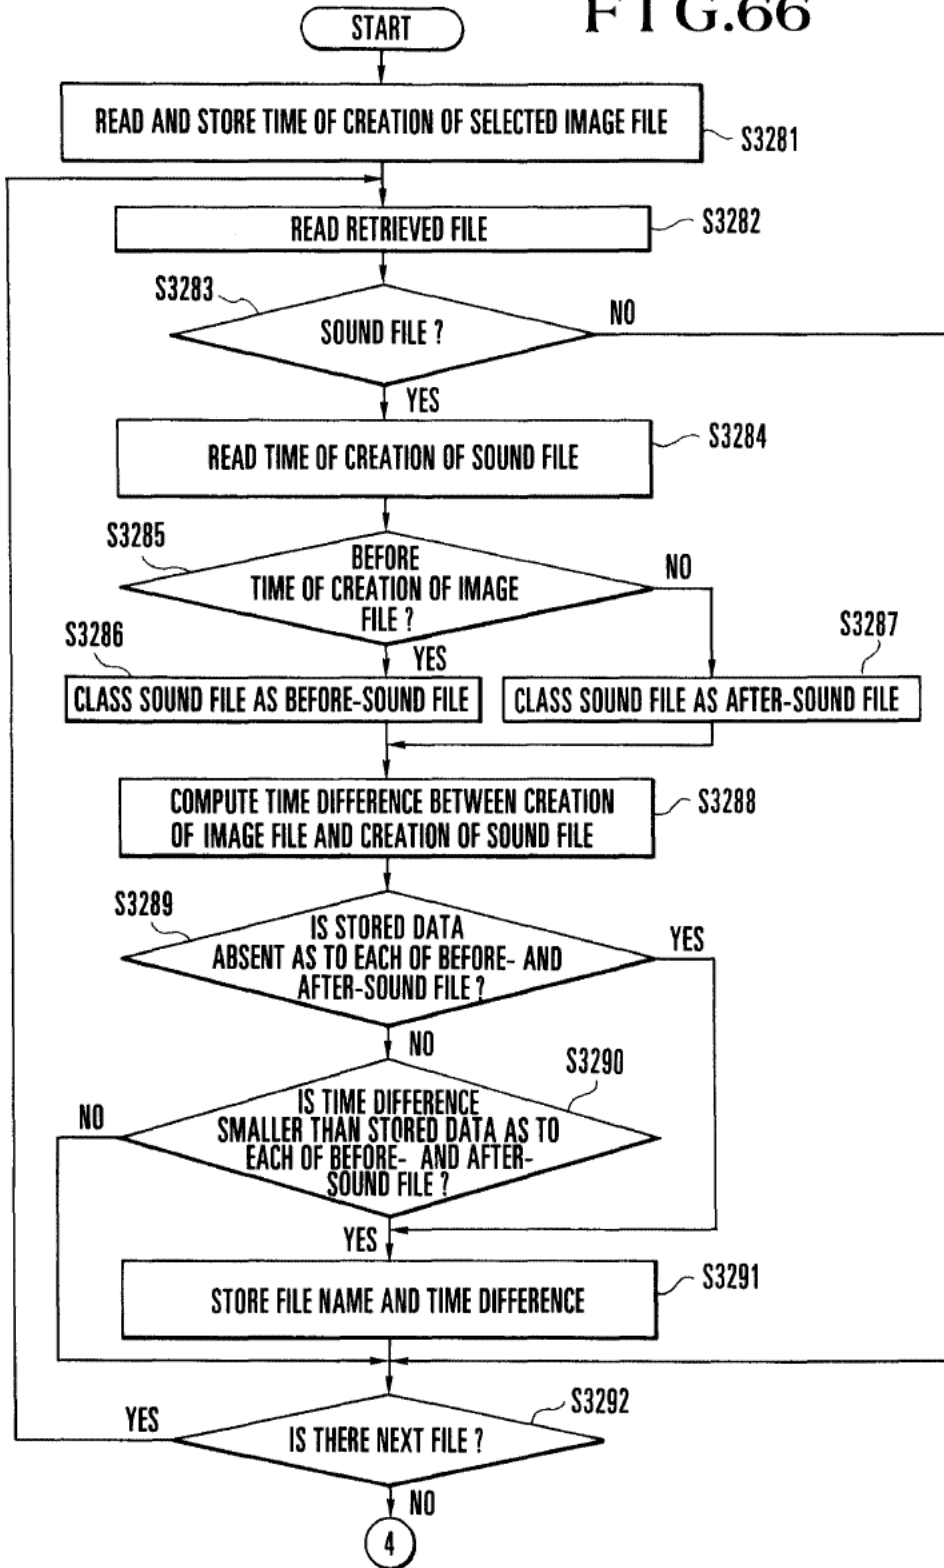 FIG.66
START
READ AND STORE TIME OF CREATION OF SELECTED IMAGE FILE
S3281
READ RETRIEVED FILE
S3282
S3283
SOUND FILE ?
NO
YES
READ TIME OF CREATION OF SOUND FILE
S3284
S3285
BEFORE
TIME OF CREATION OF IMAGE
FILE ?
NO
YES
S3286
S3287
CLASS SOUND FILE AS BEFORE-SOUND FILE
CLASS SOUND FILE AS AFTER-SOUND FILE
COMPUTE TIME DIFFERENCE BETWEEN CREATION
OF IMAGE FILE AND CREATION OF SOUND FILE
S3288
S3289
IS STORED DATA
ABSENT AS TO EACH OF BEFORE- AND
AFTER-SOUND FILE ?
YES
NO
S3290
IS TIME DIFFERENCE
SMALLER THAN STORED DATA AS TO
EACH OF BEFORE- AND AFTER-
SOUND FILE ?
NO
YES
STORE FILE NAME AND TIME DIFFERENCE
S3291
S3292
IS THERE NEXT FILE ?
YES
NO
4